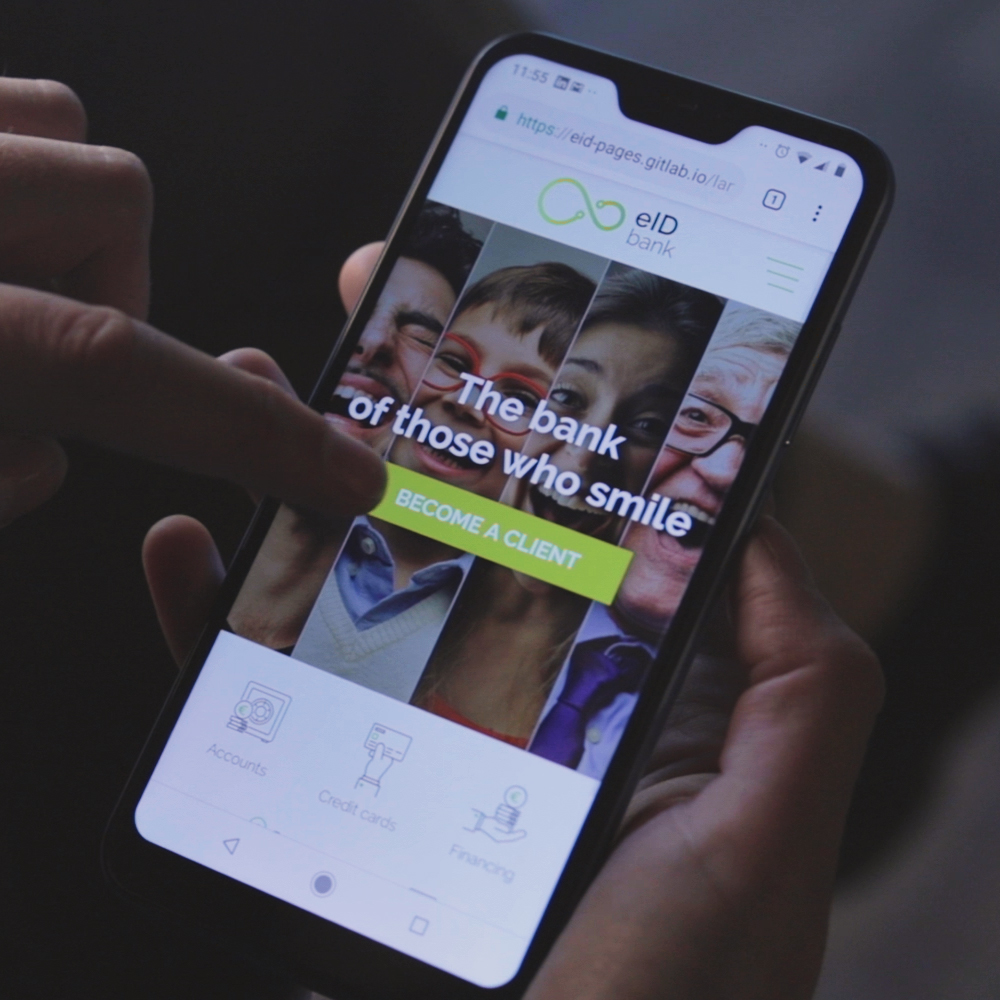 11:55
https://eid-pages.gitlab.io/lar
1
eID
bank
The bank
of those who smile
BECOME A CLIENT
Accounts
Credit cards
Financing